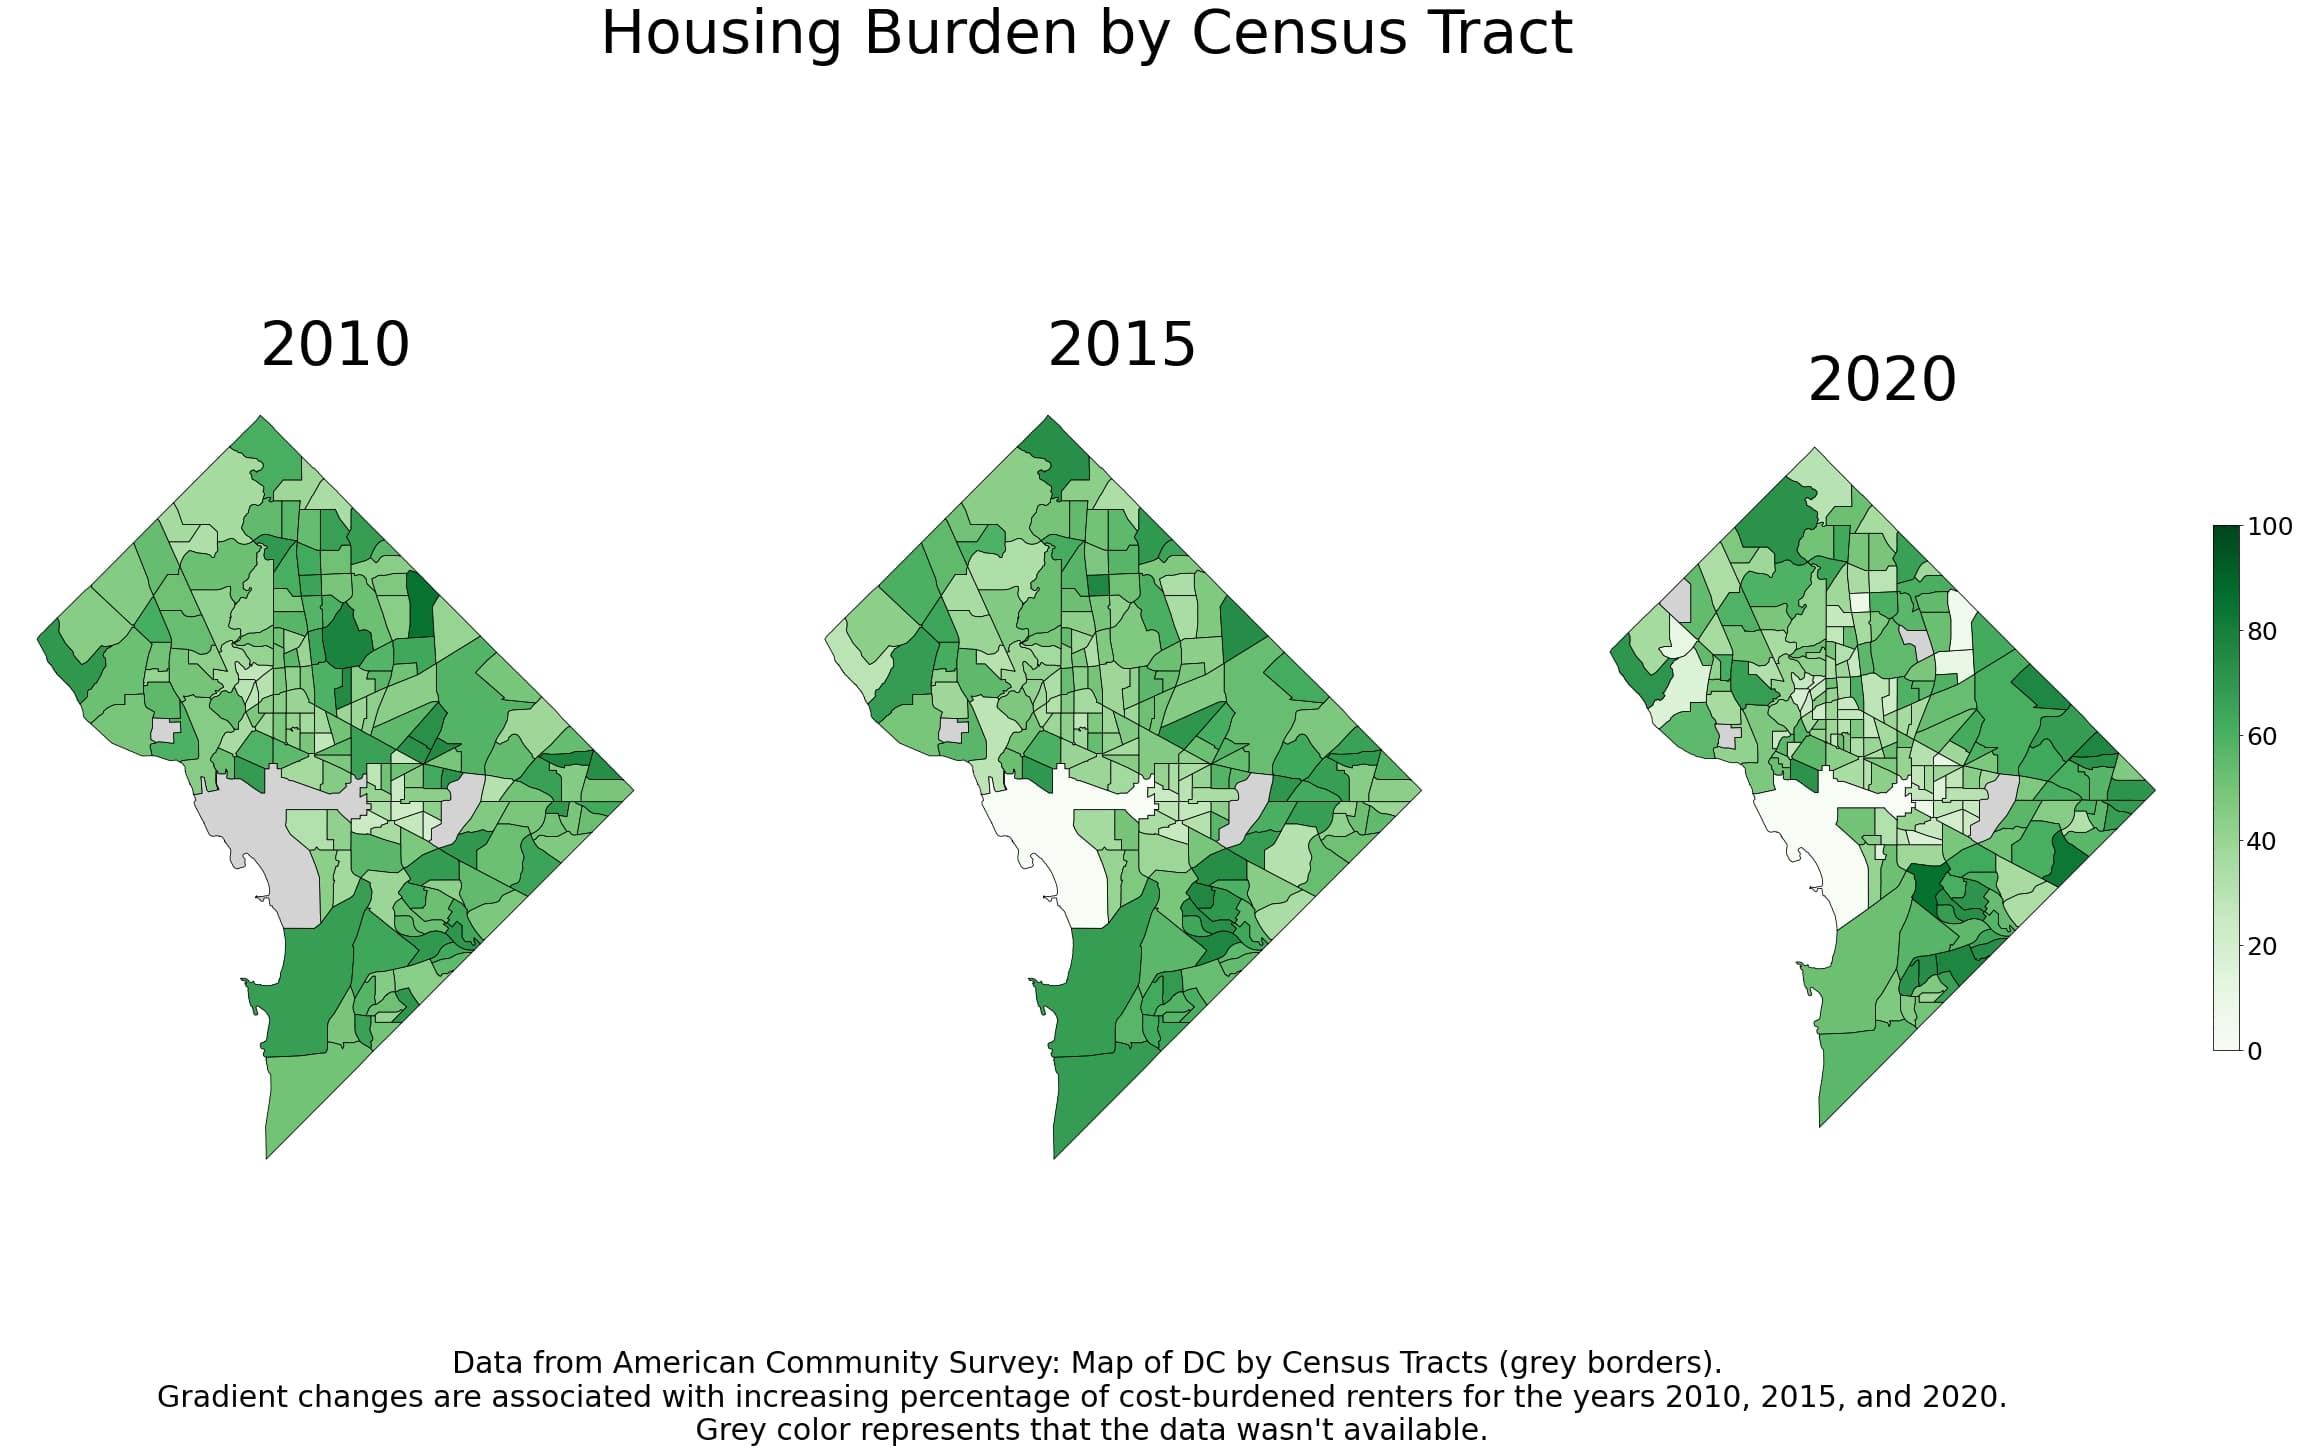 Housing Burden by Census Tract
2010
2015
2020
100
80
60
40
20
0
Data from American Community Survey: Map of DC by Census Tracts (grey borders).
Gradient changes are associated with increasing percentage of cost-burdened renters for the years 2010, 2015, and 2020.
Grey color represents that the data wasn't available.